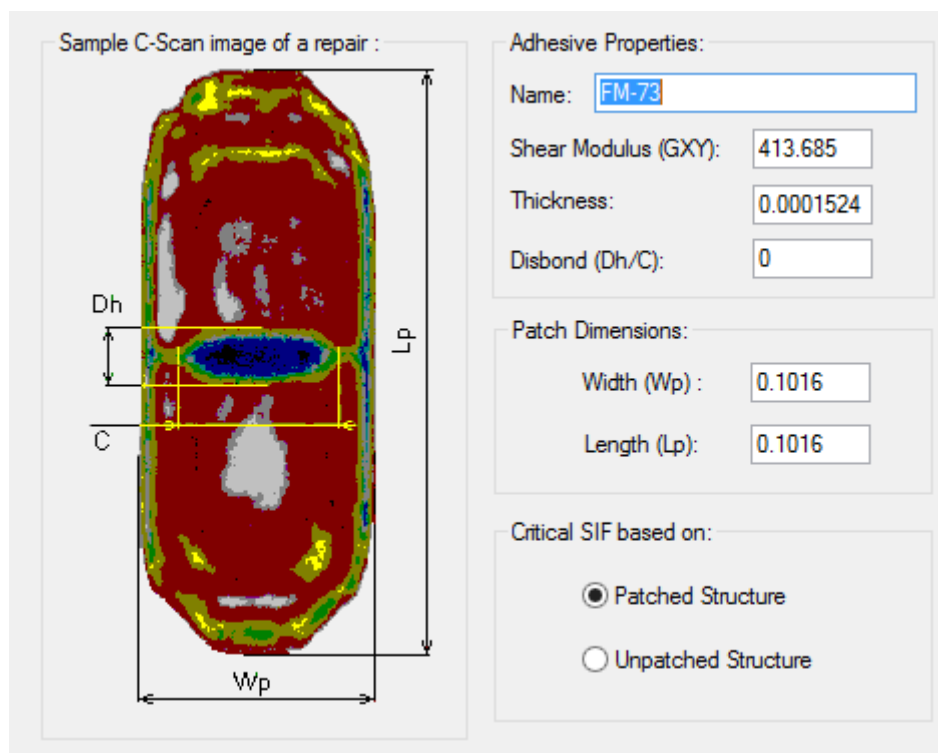 Sample C-Scan image of a repair :
Dh
C
Lp
Wp
Adhesive Properties:
Name: FM-73
Shear Modulus (GXY): 413.685
Thickness: 0.0001524
Disbond (Dh/C): 0
Patch Dimensions:
Width (Wp) : 0.1016
Length (Lp): 0.1016
Critical SIF based on:
Patched Structure
Unpatched Structure